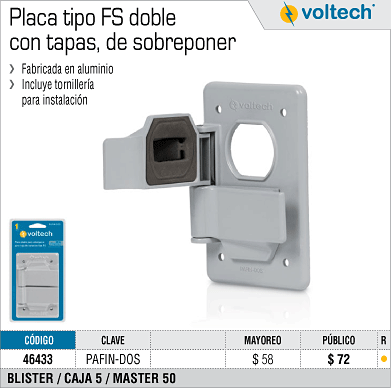 Placa tipo FS doble
con tapas, de sobreponer
voltech
Fabricada en aluminio
Incluye tornillería
para instalación
voltech
voltech
CÓDIGO CLAVE MAYOREO PÚBLICO R
46433 PAFIN-DOS $ 58 $ 72
BLISTER / CAJA 5 / MASTER 50